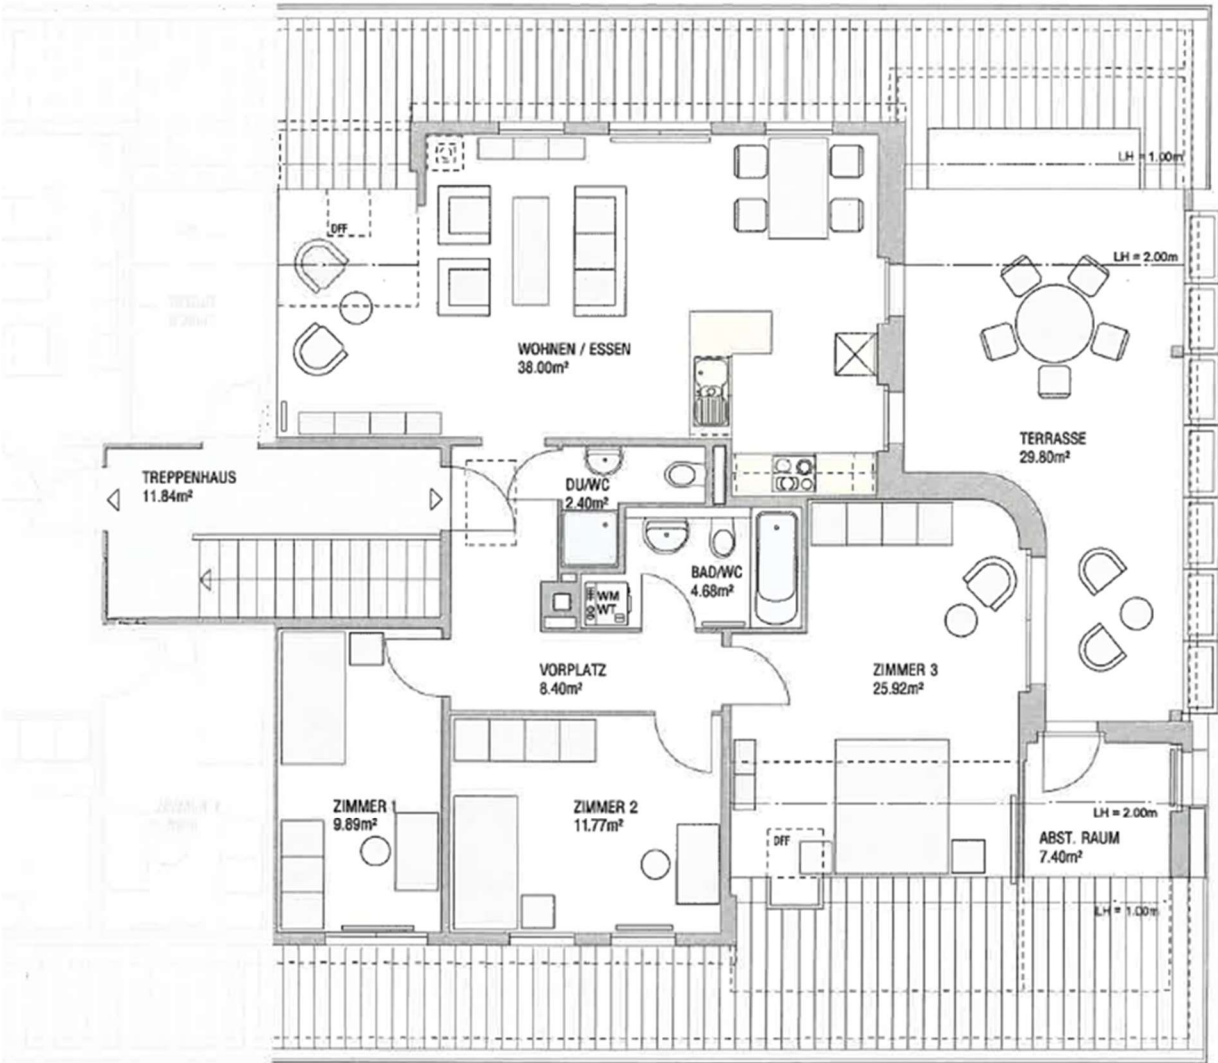 LH = 1.00m
DFF
LH = 2.00m
WOHNEN / ESSEN
38.00m²
TERRASSE
29.80m²
TREPPENHAUS
11.84m²
DU/WC
2.40m²
BAD/WC
4.68m²
WM
WT
VORPLATZ
8.40m²
ZIMMER 3
25.92m²
ZIMMER 1
9.89m²
ZIMMER 2
11.77m²
LH = 2.00m
DFF
ABST. RAUM
7.40m²
LH = 1.00m